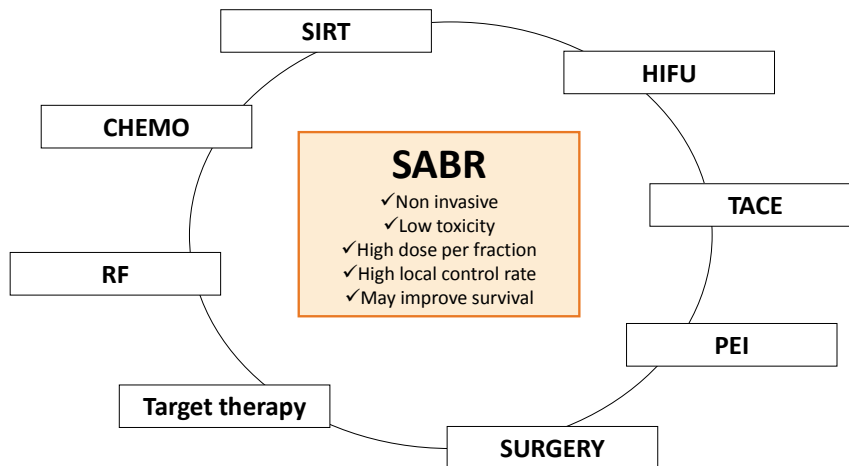 SIRT
HIFU
CHEMO
SABR
✓Non invasive
✓Low toxicity
✓High dose per fraction
✓High local control rate
✓May improve survival
TACE
RF
PEI
Target therapy
SURGERY